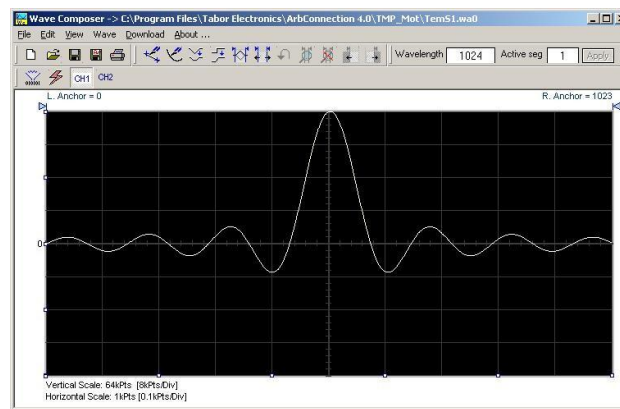 Wave Composer -> C:\Program Files\Tabor Electronics\ArbConnection 4.0\TMP_Mot\TemS1.wa0
File Edit View Wave Download About ...
Wavelength 1024 Active seg 1 Apply
CH1 CH2
L. Anchor = 0 R. Anchor = 1023
0
Vertical Scale: 64kPts [8kPts/Div]
Horizontal Scale: 1kPts [0.1kPts/Div]